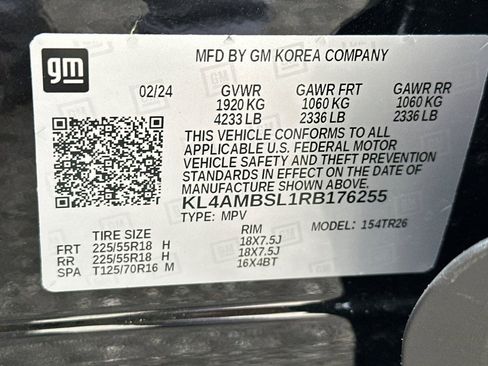 gm
MFD BY GM KOREA COMPANY
02/24 GVWR GAWR FRT GAWR RR
1920 KG 1060 KG 1060 KG
4233 LB 2336 LB 2336 LB
THIS VEHICLE CONFORMS TO ALL
APPLICABLE U.S. FEDERAL MOTOR
VEHICLE SAFETY AND THEFT PREVENTION
STANDARDS IN EFFECT ON THE DATE OF
MANUFACTURE SHOWN ABOVE.
KL4AMBSL1RB176255
TYPE: MPV MODEL: 154TR26
TIRE SIZE RIM
FRT 225/55R18 H 18X7.5J
RR 225/55R18 H 18X7.5J
SPA T125/70R16 M 16X4BT